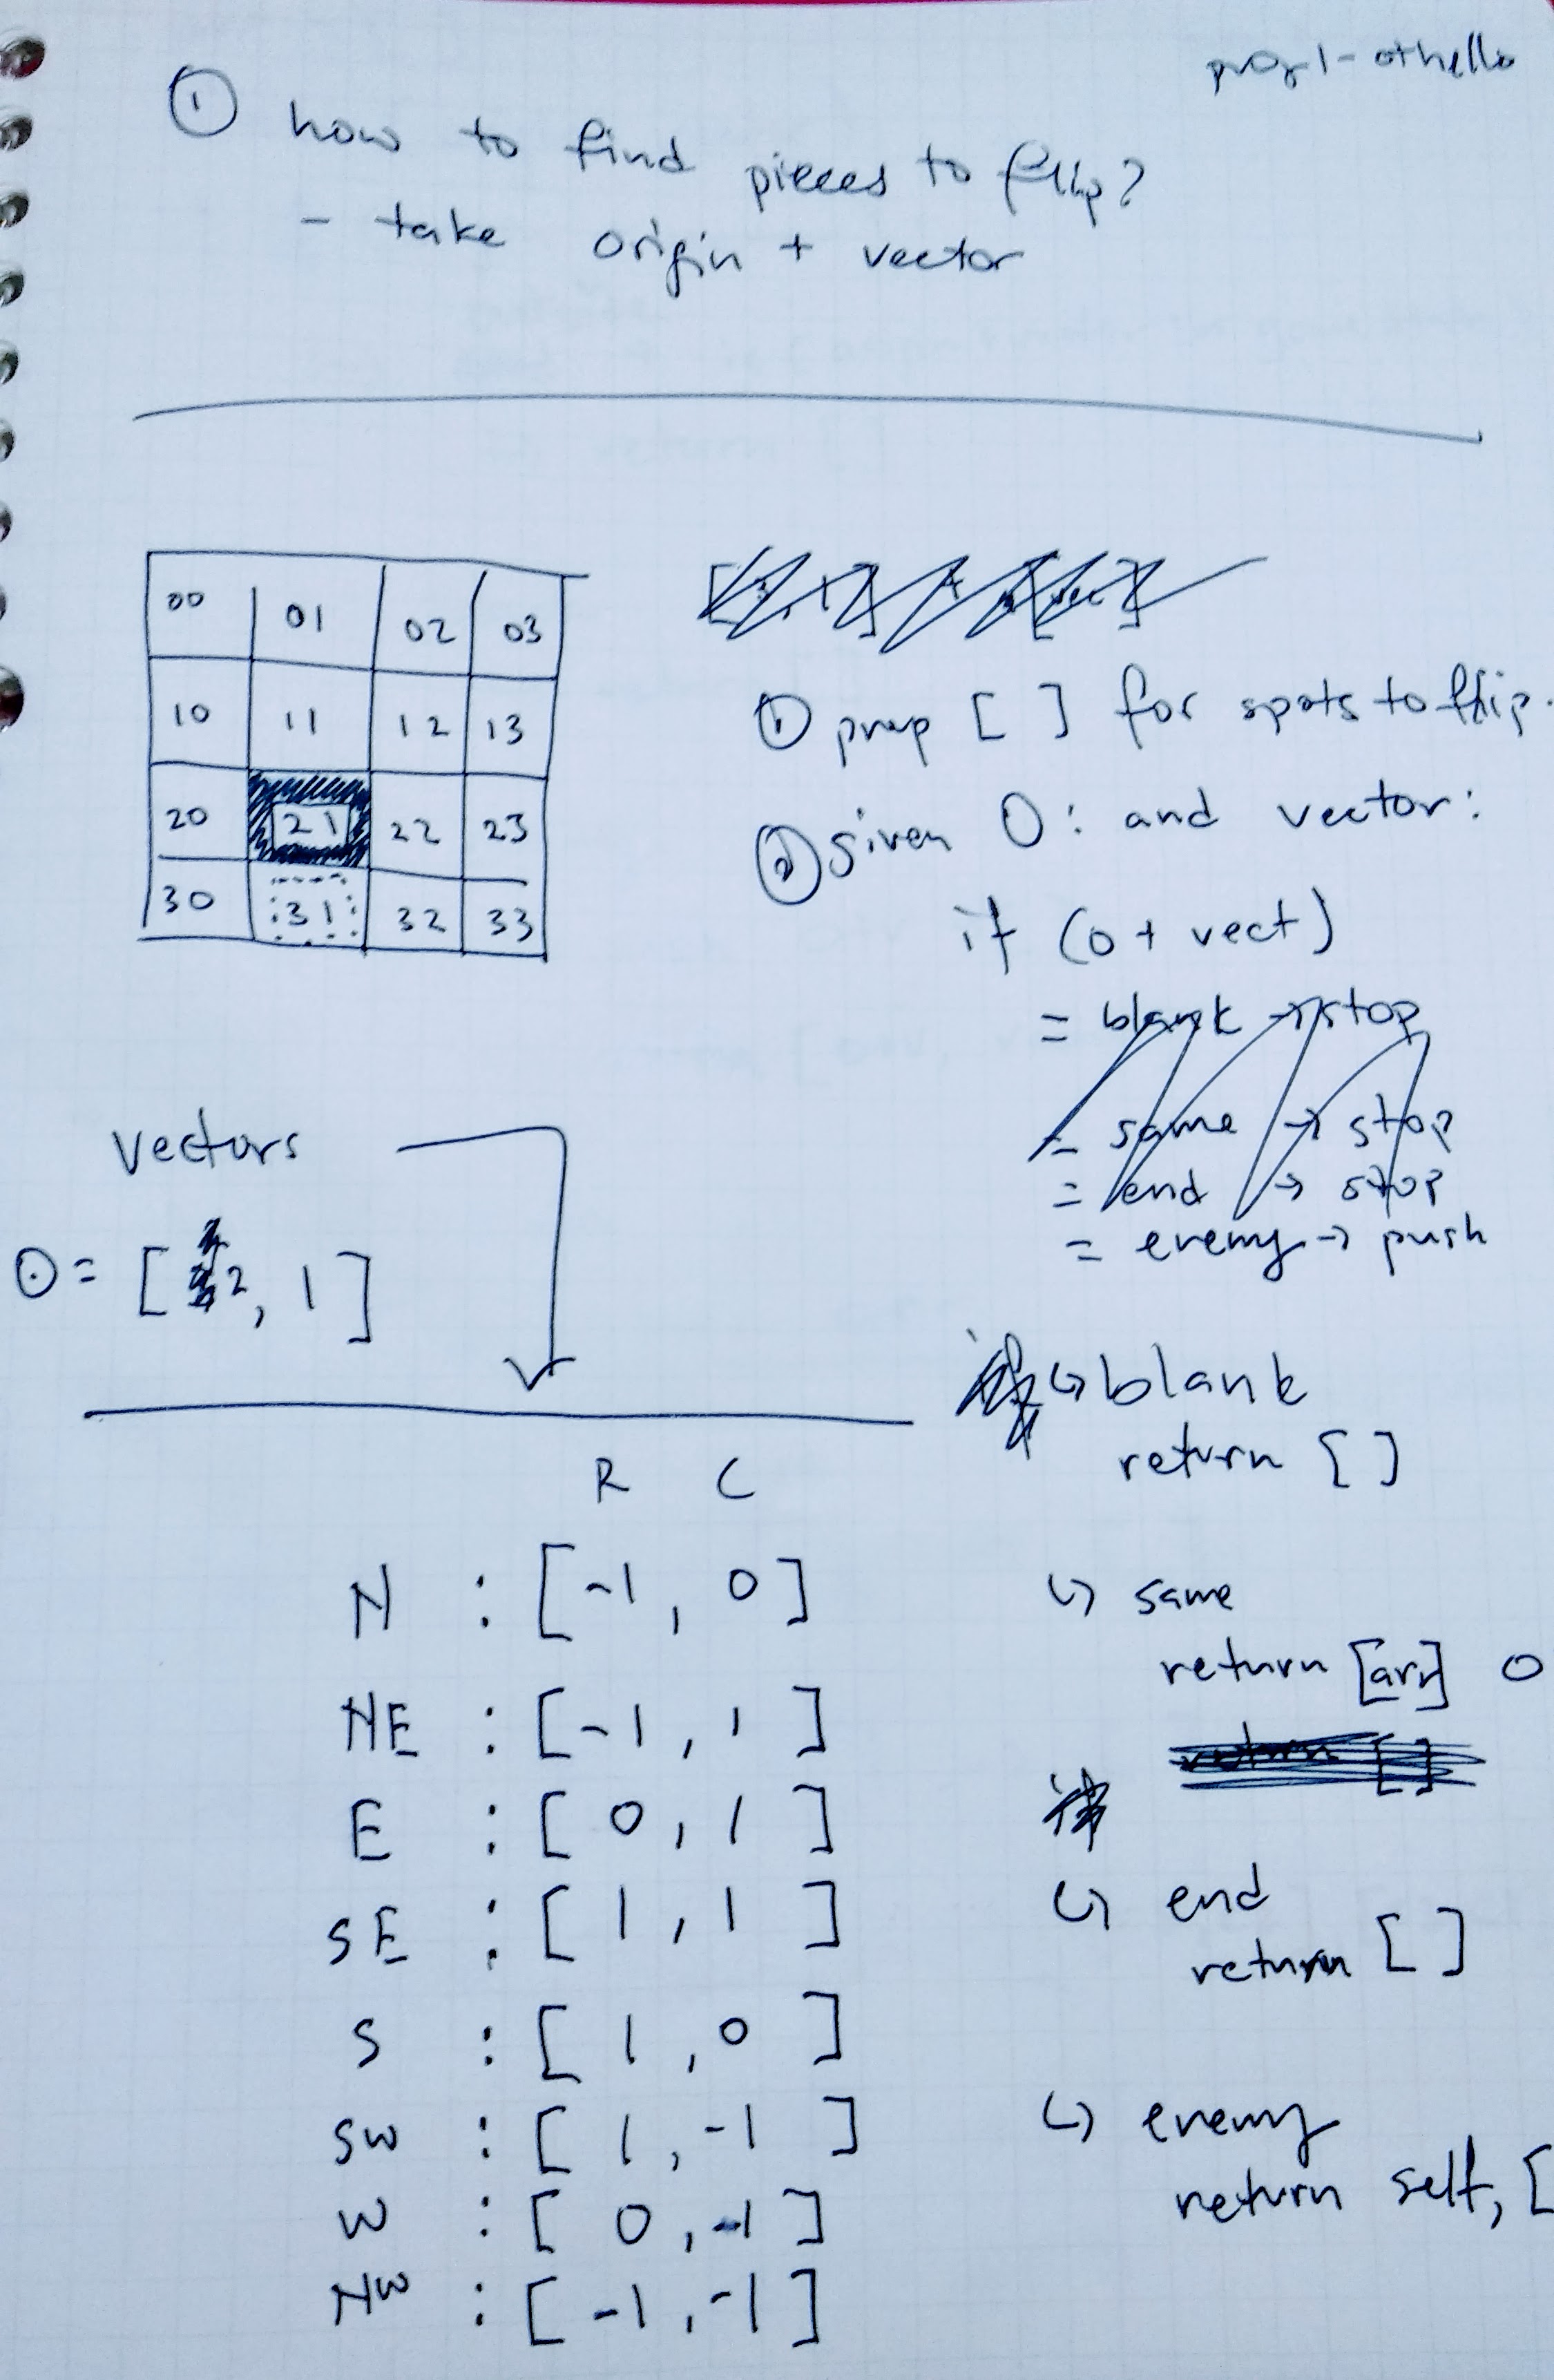 prog1-othello
① how to find pieces to flip?
- take origin + vector
00 01 02 03
10 11 12 13
20 21 22 23
30 31 32 33
① prep [ ] for spots to flip.
② given O: and vector:
if (o + vect)
= blank → stop
= same → stop
= end → stop
= enemy → push
↳ blank
return [ ]
↳ same
return [arr] o
return [ ]
if
↳ end
return [ ]
↳ enemy
return self, [
vectors
O = [ 2, 1 ]
R C
N : [ -1, 0 ]
NE : [ -1, 1 ]
E : [ 0, 1 ]
SE : [ 1, 1 ]
S : [ 1, 0 ]
SW : [ 1, -1 ]
W : [ 0, -1 ]
NW : [ -1, -1 ]